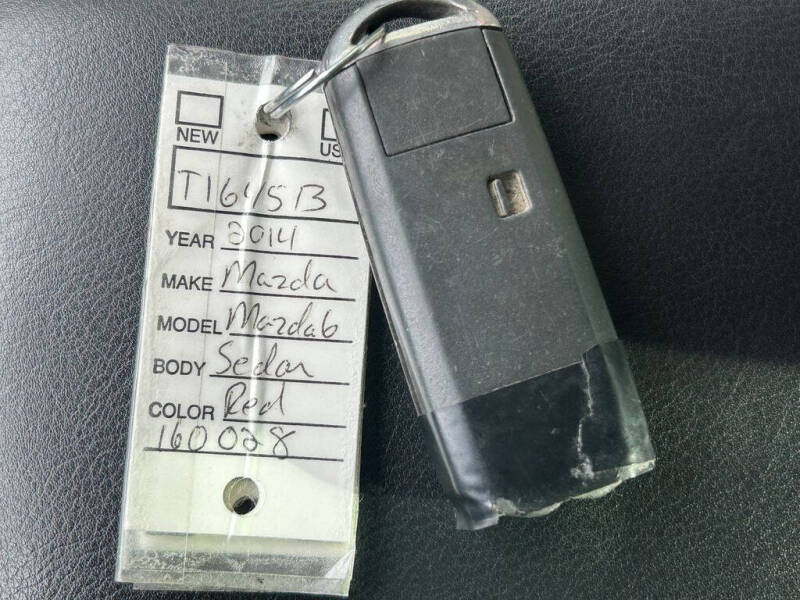 NEW
US
T1645B
YEAR 2014
MAKE Mazda
MODEL Mazda6
BODY Sedan
COLOR Red
160028